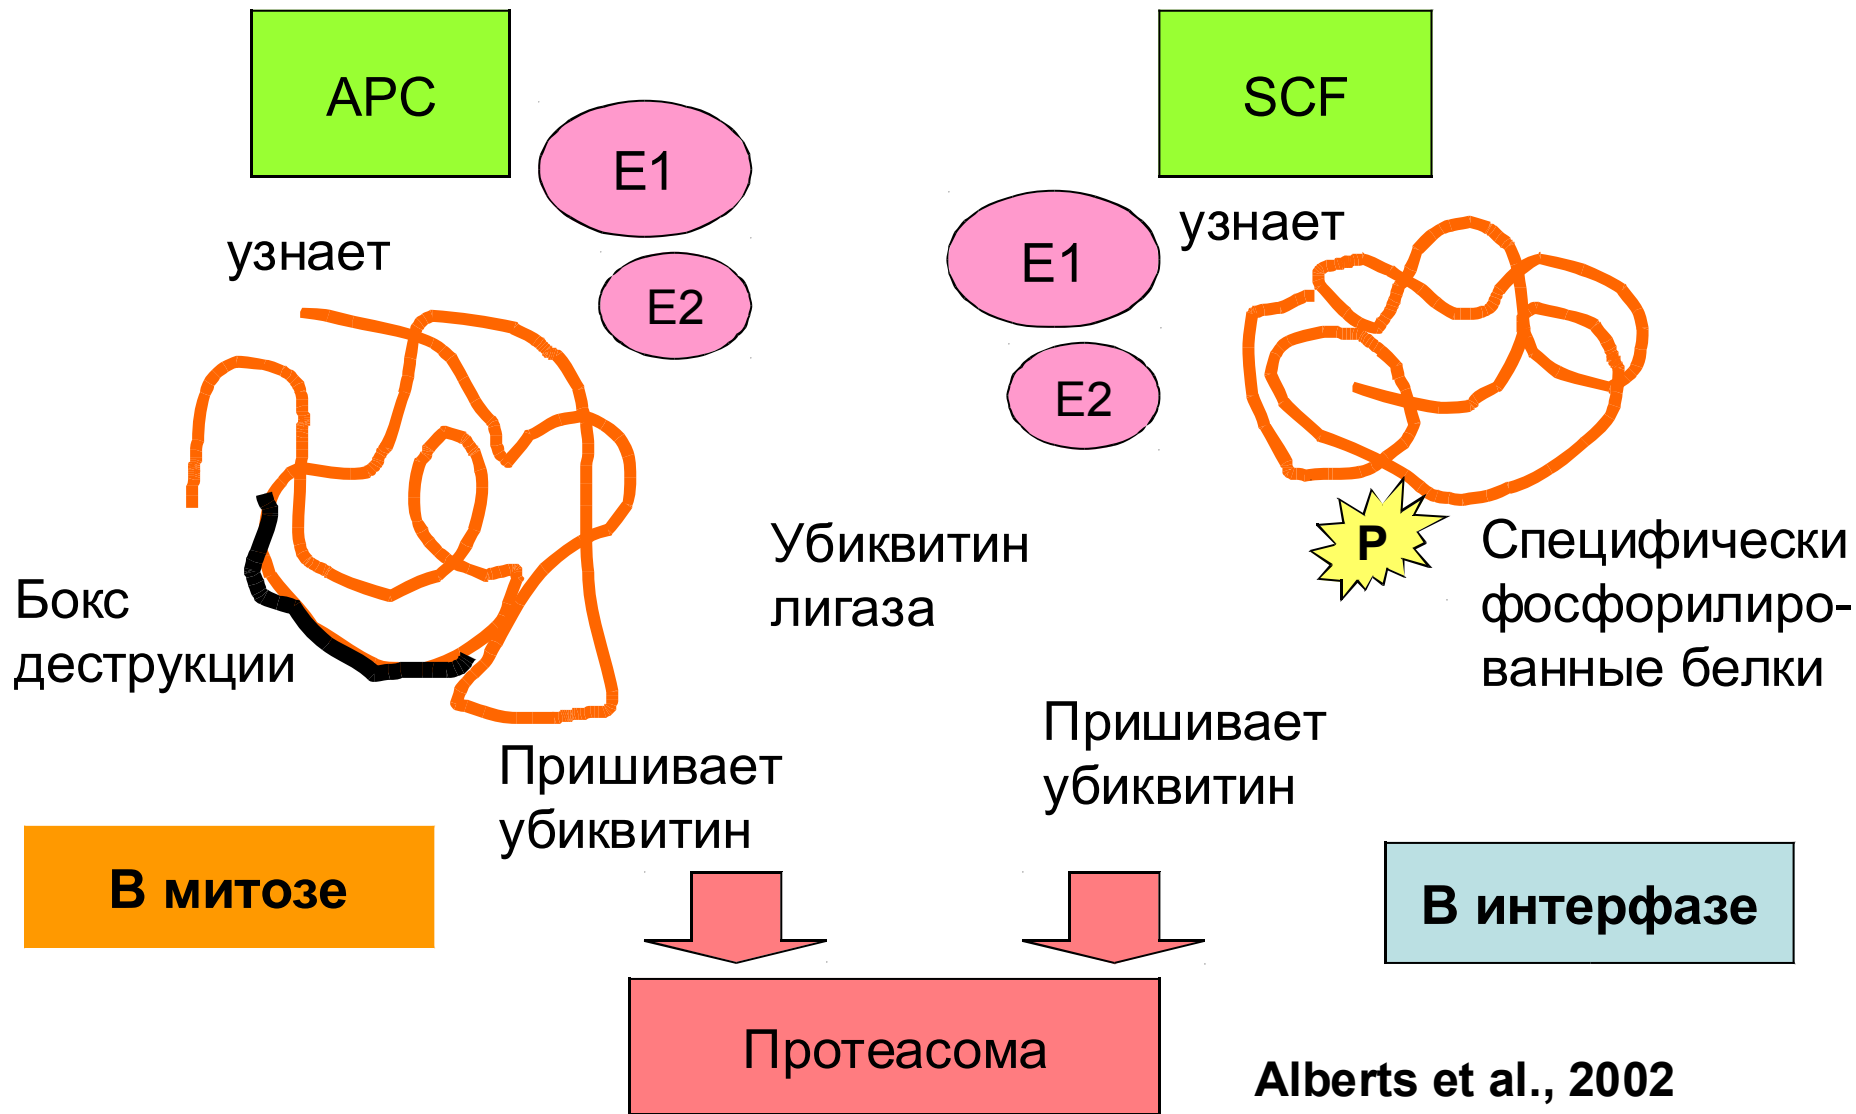 APC
SCF
E1
E2
узнает
E1
E2
узнает
P
Бокс
деструкции
Убиквитин
лигаза
Специфически
фосфорилиро-
ванные белки
Пришивает
убиквитин
Пришивает
убиквитин
В митозе
В интерфазе
Протеасома
Alberts et al., 2002